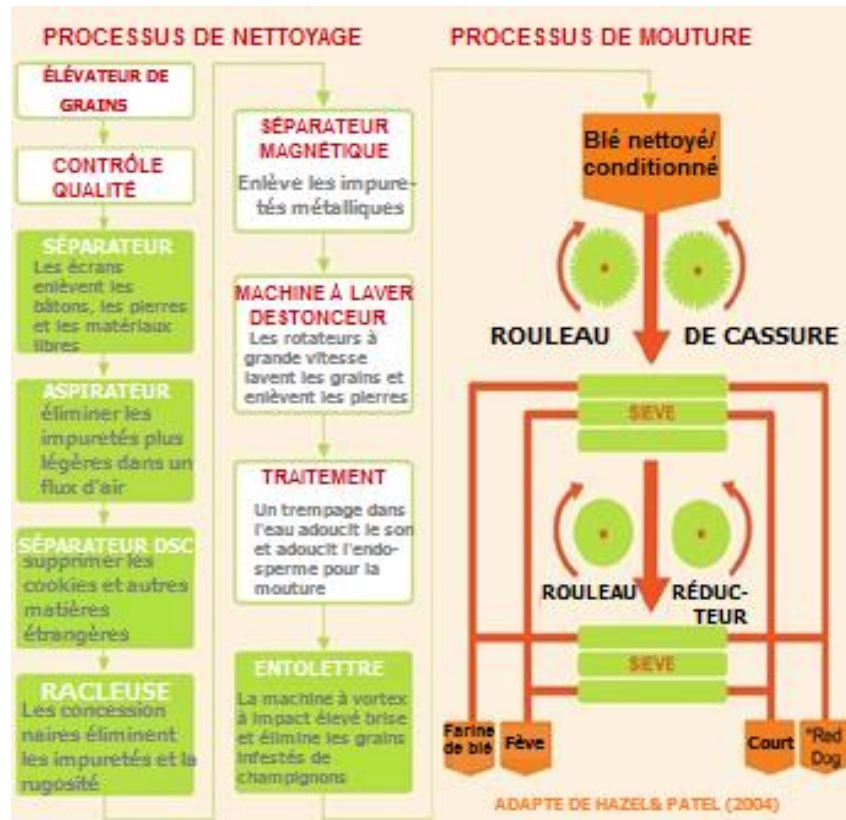 PROCESSUS DE NETTOYAGE
ÉLÉVATEUR DE
GRAINS
CONTRÔLE
QUALITÉ
SÉPARATEUR
Les écrans
enlèvent les
bâtons, les pierres
et les matériaux
libres
ASPIRATEUR
éliminer les
impuretés plus
légères dans un
flux d'air
SÉPARATEUR DSC
supprimer les
cookies et autres
matières
étrangères
RACLEUSE
Les concession
naires éliminent
les impuretés et la
rugosité
SÉPARATEUR
MAGNÉTIQUE
Enlève les impure-
tés métalliques
MACHINE À LAVER
DESTONCEUR
Les rotateurs à
grande vitesse
lavent les grains et
enlèvent les pierres
TRAITEMENT
Un trempage dans
l'eau adoucit le son
et adoucit l'endo-
sperme pour la
mouture
ENTOLETTRE
La machine à vortex
à impact élevé brise
et élimine les grains
infestés de
champignons
PROCESSUS DE MOUTURE
Blé nettoyé/
conditionné
ROULEAU DE CASSURE
SIEVE
ROULEAU RÉDUC-
TEUR
SIEVE
Farine
de blé
Fève
Court
"Red
Dog
ADAPTE DE HAZEL& PATEL (2004)